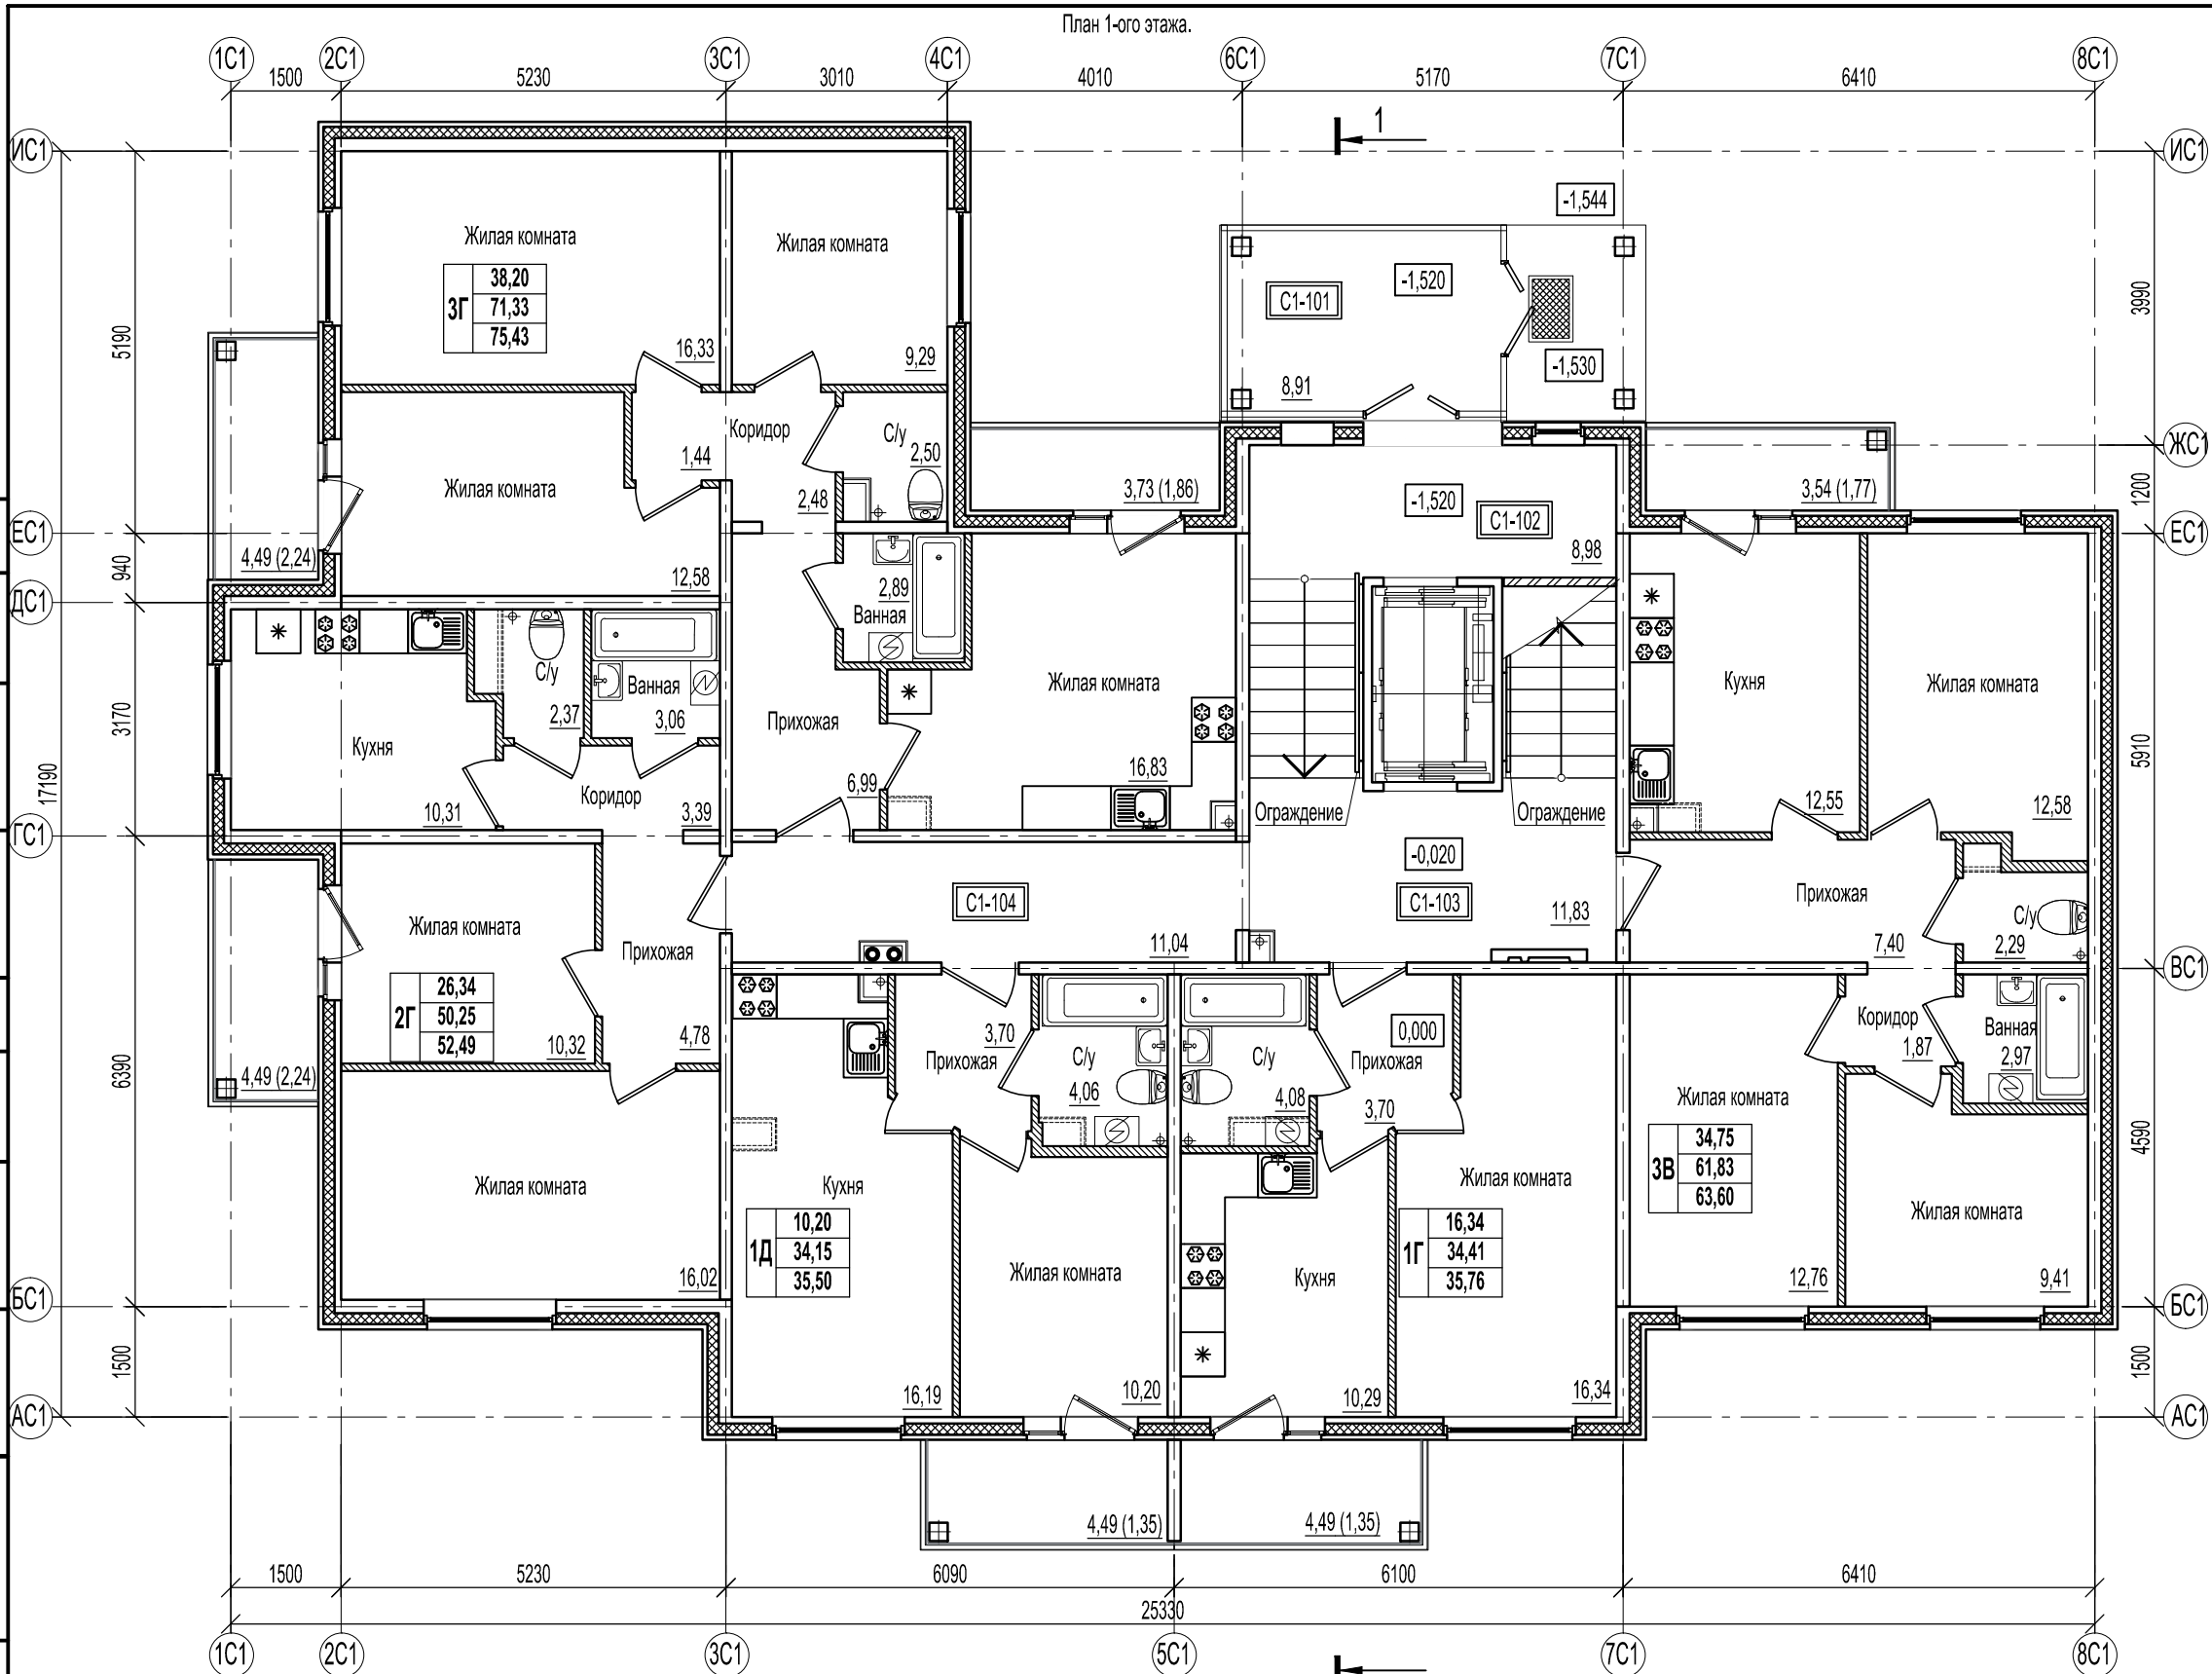 План 1-ого этажа.
1С1 2С1 3С1 4С1 6С1 7С1 8С1
1500 5230 3010 4010 5170 6410
1
ИС1 ИС1
-1,544
Жилая комната Жилая комната
38,20
3Г 71,33
75,43
-1,520
С1-101
5190
3990
16,33 9,29
-1,530
8,91
Коридор С/у
ЖС1
1,44 2,50
Жилая комната
2,48 3,73 (1,86) -1,520 3,54 (1,77)
1200
С1-102
ЕС1 ЕС1
4,49 (2,24) 8,98
940
12,58 2,89
ДС1
Ванная
С/у Ванная Жилая комната Кухня Жилая комната
2,37 3,06 Прихожая
3170
Кухня
5910
17190
16,83
6,99
Коридор
10,31 3,39 Ограждение Ограждение 12,55 12,58
ГС1
-0,020
Прихожая
С1-104 С1-103
Жилая комната 11,83 С/у
Прихожая 11,04 7,40 2,29
ВС1
26,34
2Г 50,25
52,49
10,32 4,78
3,70 0,000
Коридор Ванная
Прихожая С/у С/у Прихожая
1,87 2,97
6390
4,49 (2,24)
4,06 4,08
3,70
Жилая комната
4590
34,75
3В 61,83
63,60
Жилая комната Кухня Жилая комната
10,20
1Д 34,15
35,50
16,34
1Г 34,41
35,76
Жилая комната
Жилая комната Кухня
16,02 12,76 9,41
БС1 БС1
1500 1500
16,19 10,20 10,29 16,34
АС1 АС1
4,49 (1,35) 4,49 (1,35)
1500 5230 6090 6100 6410
25330
1С1 2С1 3С1 5С1 7С1 8С1